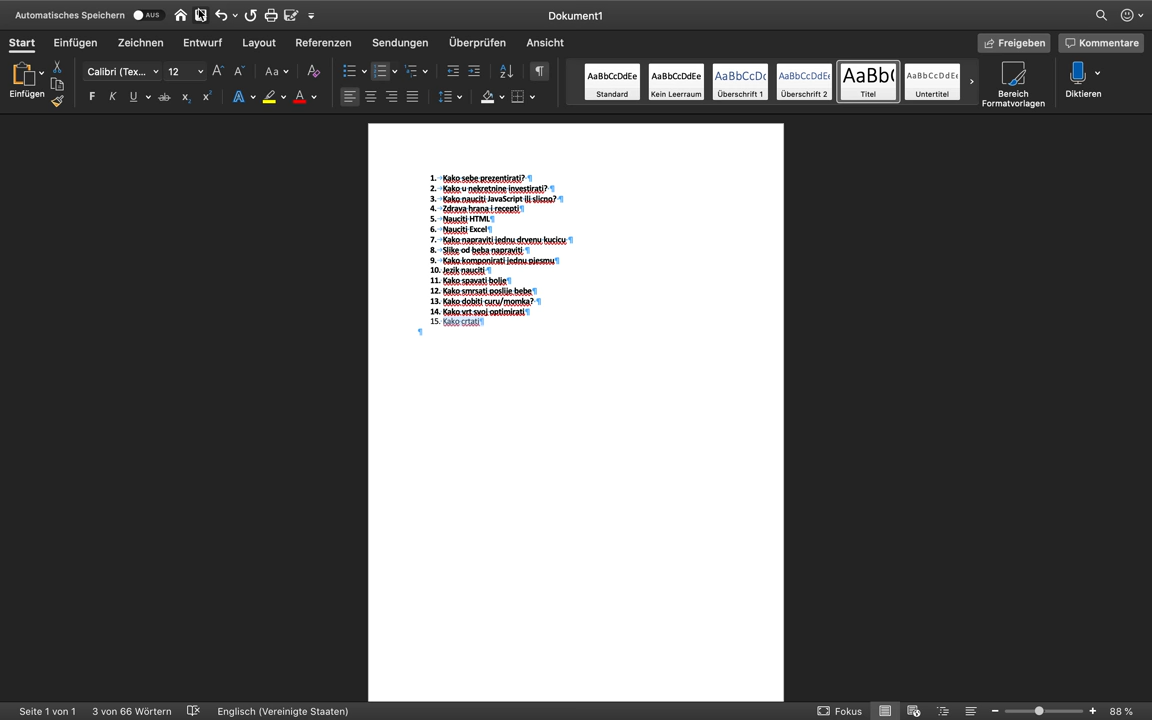 Automatisches Speichern AUS
Dokument1
Start Einfügen Zeichnen Entwurf Layout Referenzen Sendungen Überprüfen Ansicht Freigeben Kommentare
Einfügen
Calibri (Tex... 12
AaBbCcDdEe AaBbCcDdEe AaBbCcDc AaBbCcDdEe AaBb( AaBbCcDdEe
Standard Kein Leerraum Überschrift 1 Überschrift 2 Titel Untertitel
Bereich Formatvorlagen
Diktieren
1. Kako sebe prezentirati?
2. Kako u nekretnine investirati?
3. Kako nauciti JavaScript ili slicno?
4. Zdrava hrana i recepti
5. Nauciti HTML
6. Nauciti Excel
7. Kako napraviti jednu drvenu kucicu
8. Slike od beba napraviti
9. Kako komponirati jednu pjesmu
10. Jezik nauciti
11. Kako spavati bolje
12. Kako smrsati poslije bebe
13. Kako dobiti curu/momka?
14. Kako vrt svoj optimirati
15. Kako crtati
Seite 1 von 1 3 von 66 Wörtern Englisch (Vereinigte Staaten) Fokus 88 %